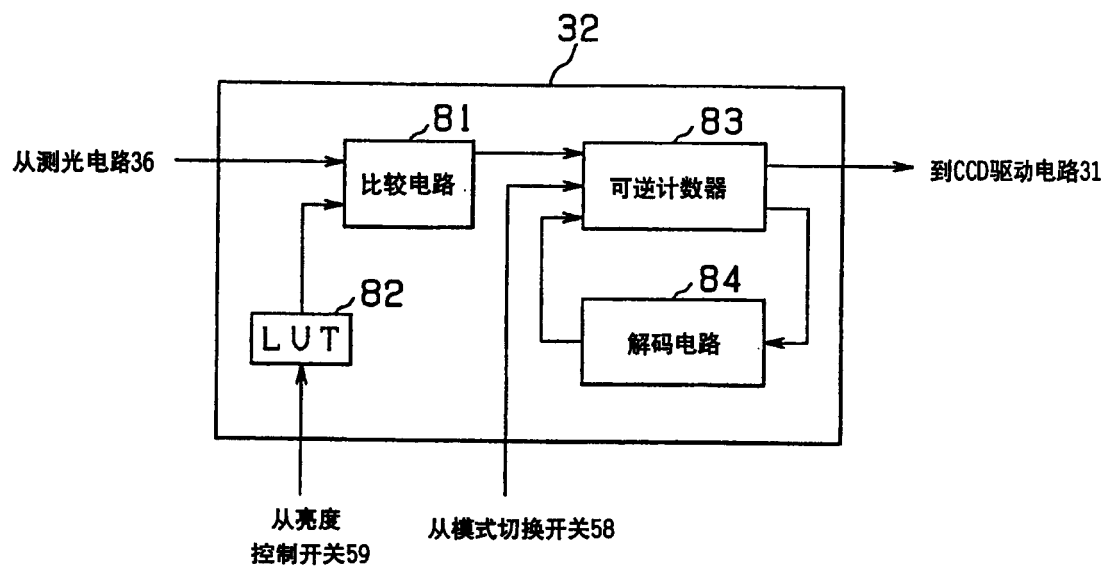 32
81
83
从测光电路36
比较电路
可逆计数器
到CCD驱动电路31
82
84
LUT
解码电路
从亮度
控制开关59
从模式切换开关58